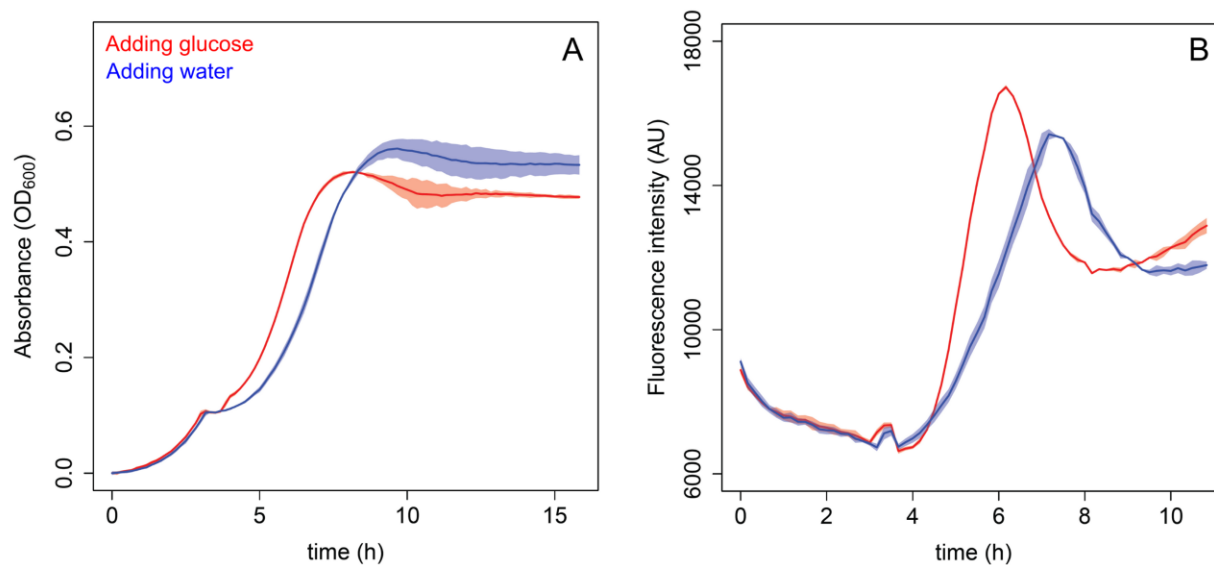 Adding glucose
Adding water
A
Absorbance (OD600)
0.6
0.4
0.2
0.0
0
5
10
15
time (h)
B
Fluorescence intensity (AU)
18000
14000
10000
6000
0
2
4
6
8
10
time (h)